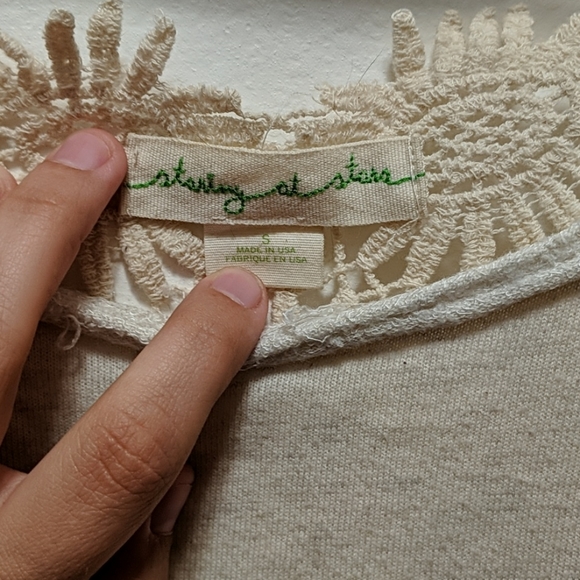 staring at stars
S
MADE IN USA
FABRIQUE EN USA